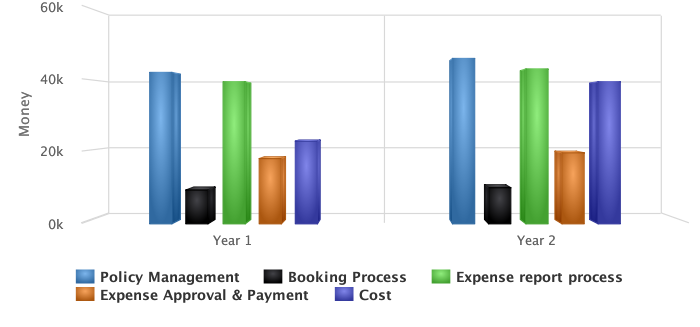 60k
40k
20k
0k
Money
Year 1 Year 2
Policy Management Booking Process Expense report process
Expense Approval & Payment Cost